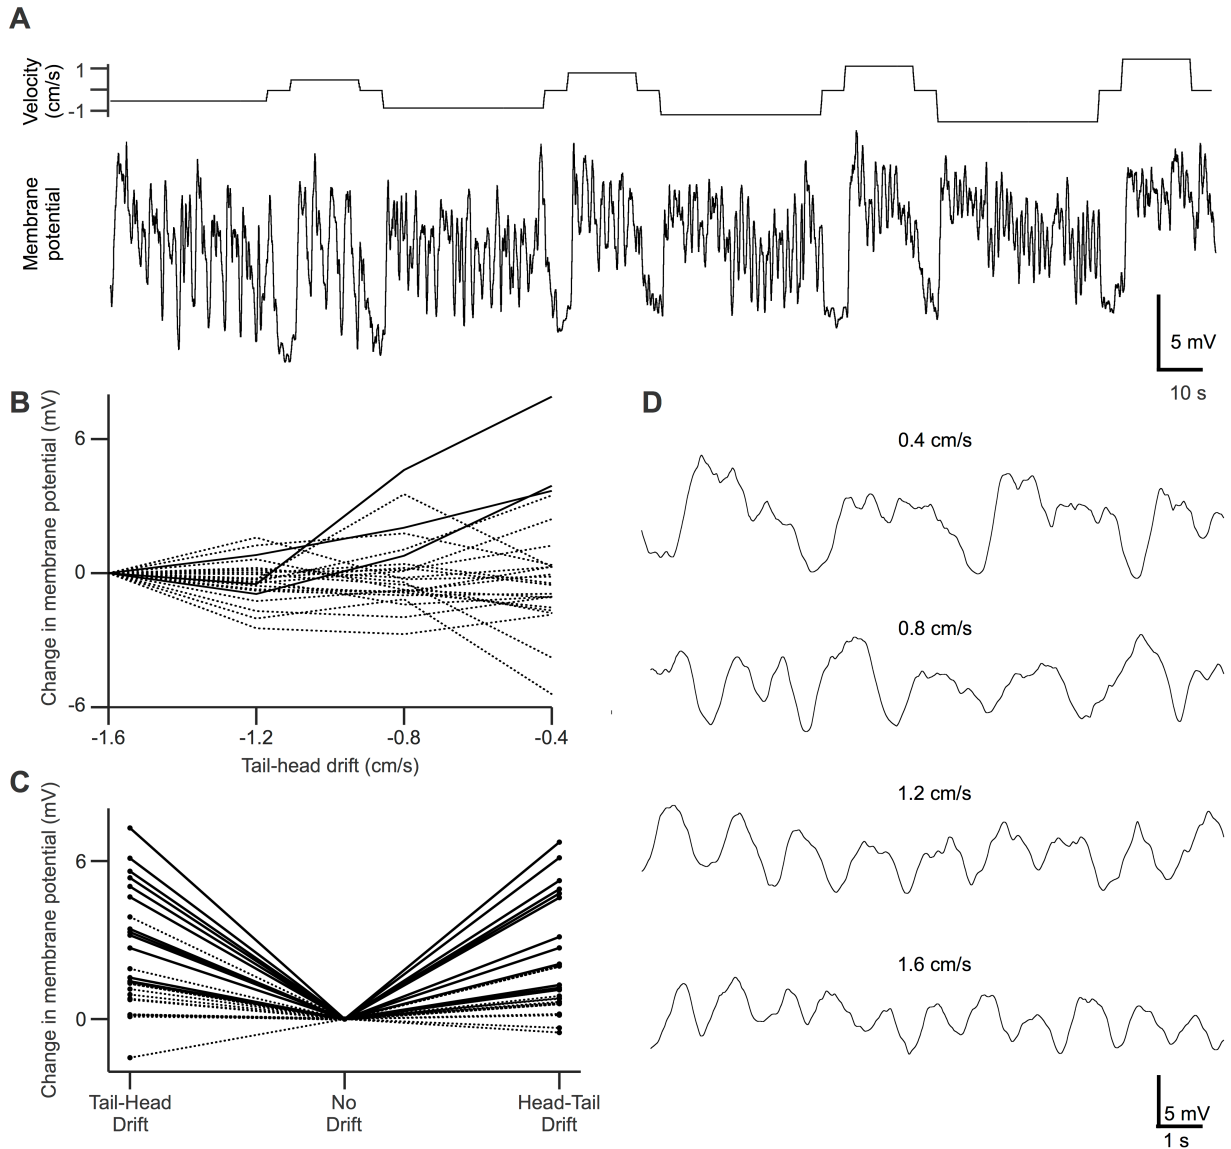 A
Velocity
(cm/s)
1
-1
Membrane
potential
5 mV
10 s
B
Change in membrane potential (mV)
6
0
-6
-1.6
-1.2
-0.8
-0.4
Tail-head drift (cm/s)
C
Change in membrane potential (mV)
6
0
Tail-Head
Drift
No
Drift
Head-Tail
Drift
D
0.4 cm/s
0.8 cm/s
1.2 cm/s
1.6 cm/s
5 mV
1 s